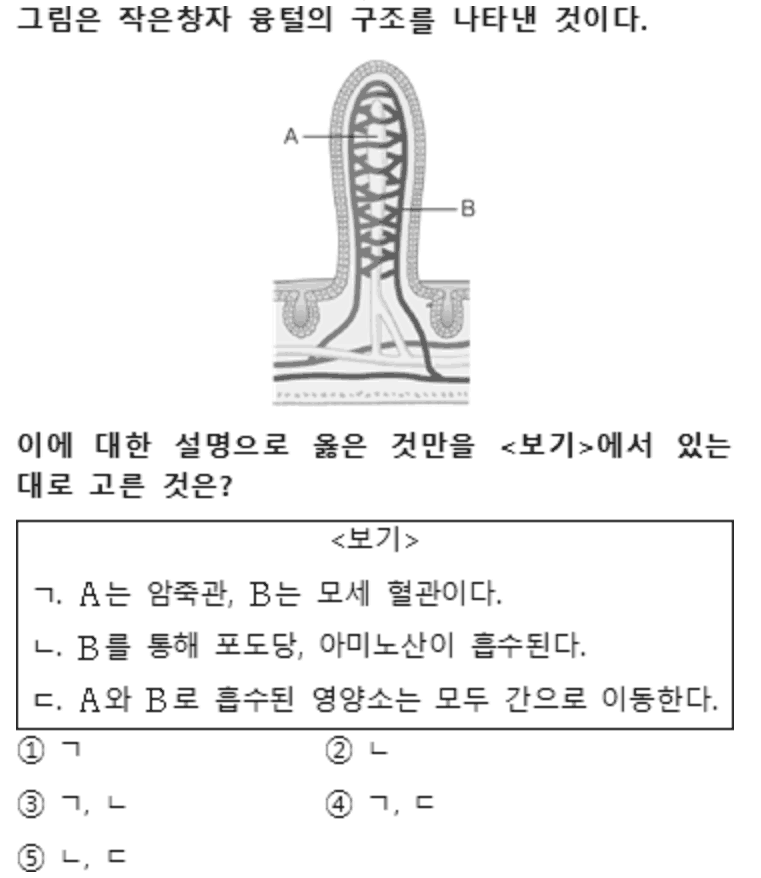 그림은 작은창자 융털의 구조를 나타낸 것이다.
A
B
이에 대한 설명으로 옳은 것만을 <보기>에서 있는
대로 고른 것은?
<보기>
ㄱ. A는 암죽관, B는 모세 혈관이다.
ㄴ. B를 통해 포도당, 아미노산이 흡수된다.
ㄷ. A와 B로 흡수된 영양소는 모두 간으로 이동한다.
① ㄱ ② ㄴ
③ ㄱ, ㄴ ④ ㄱ, ㄷ
⑤ ㄴ, ㄷ